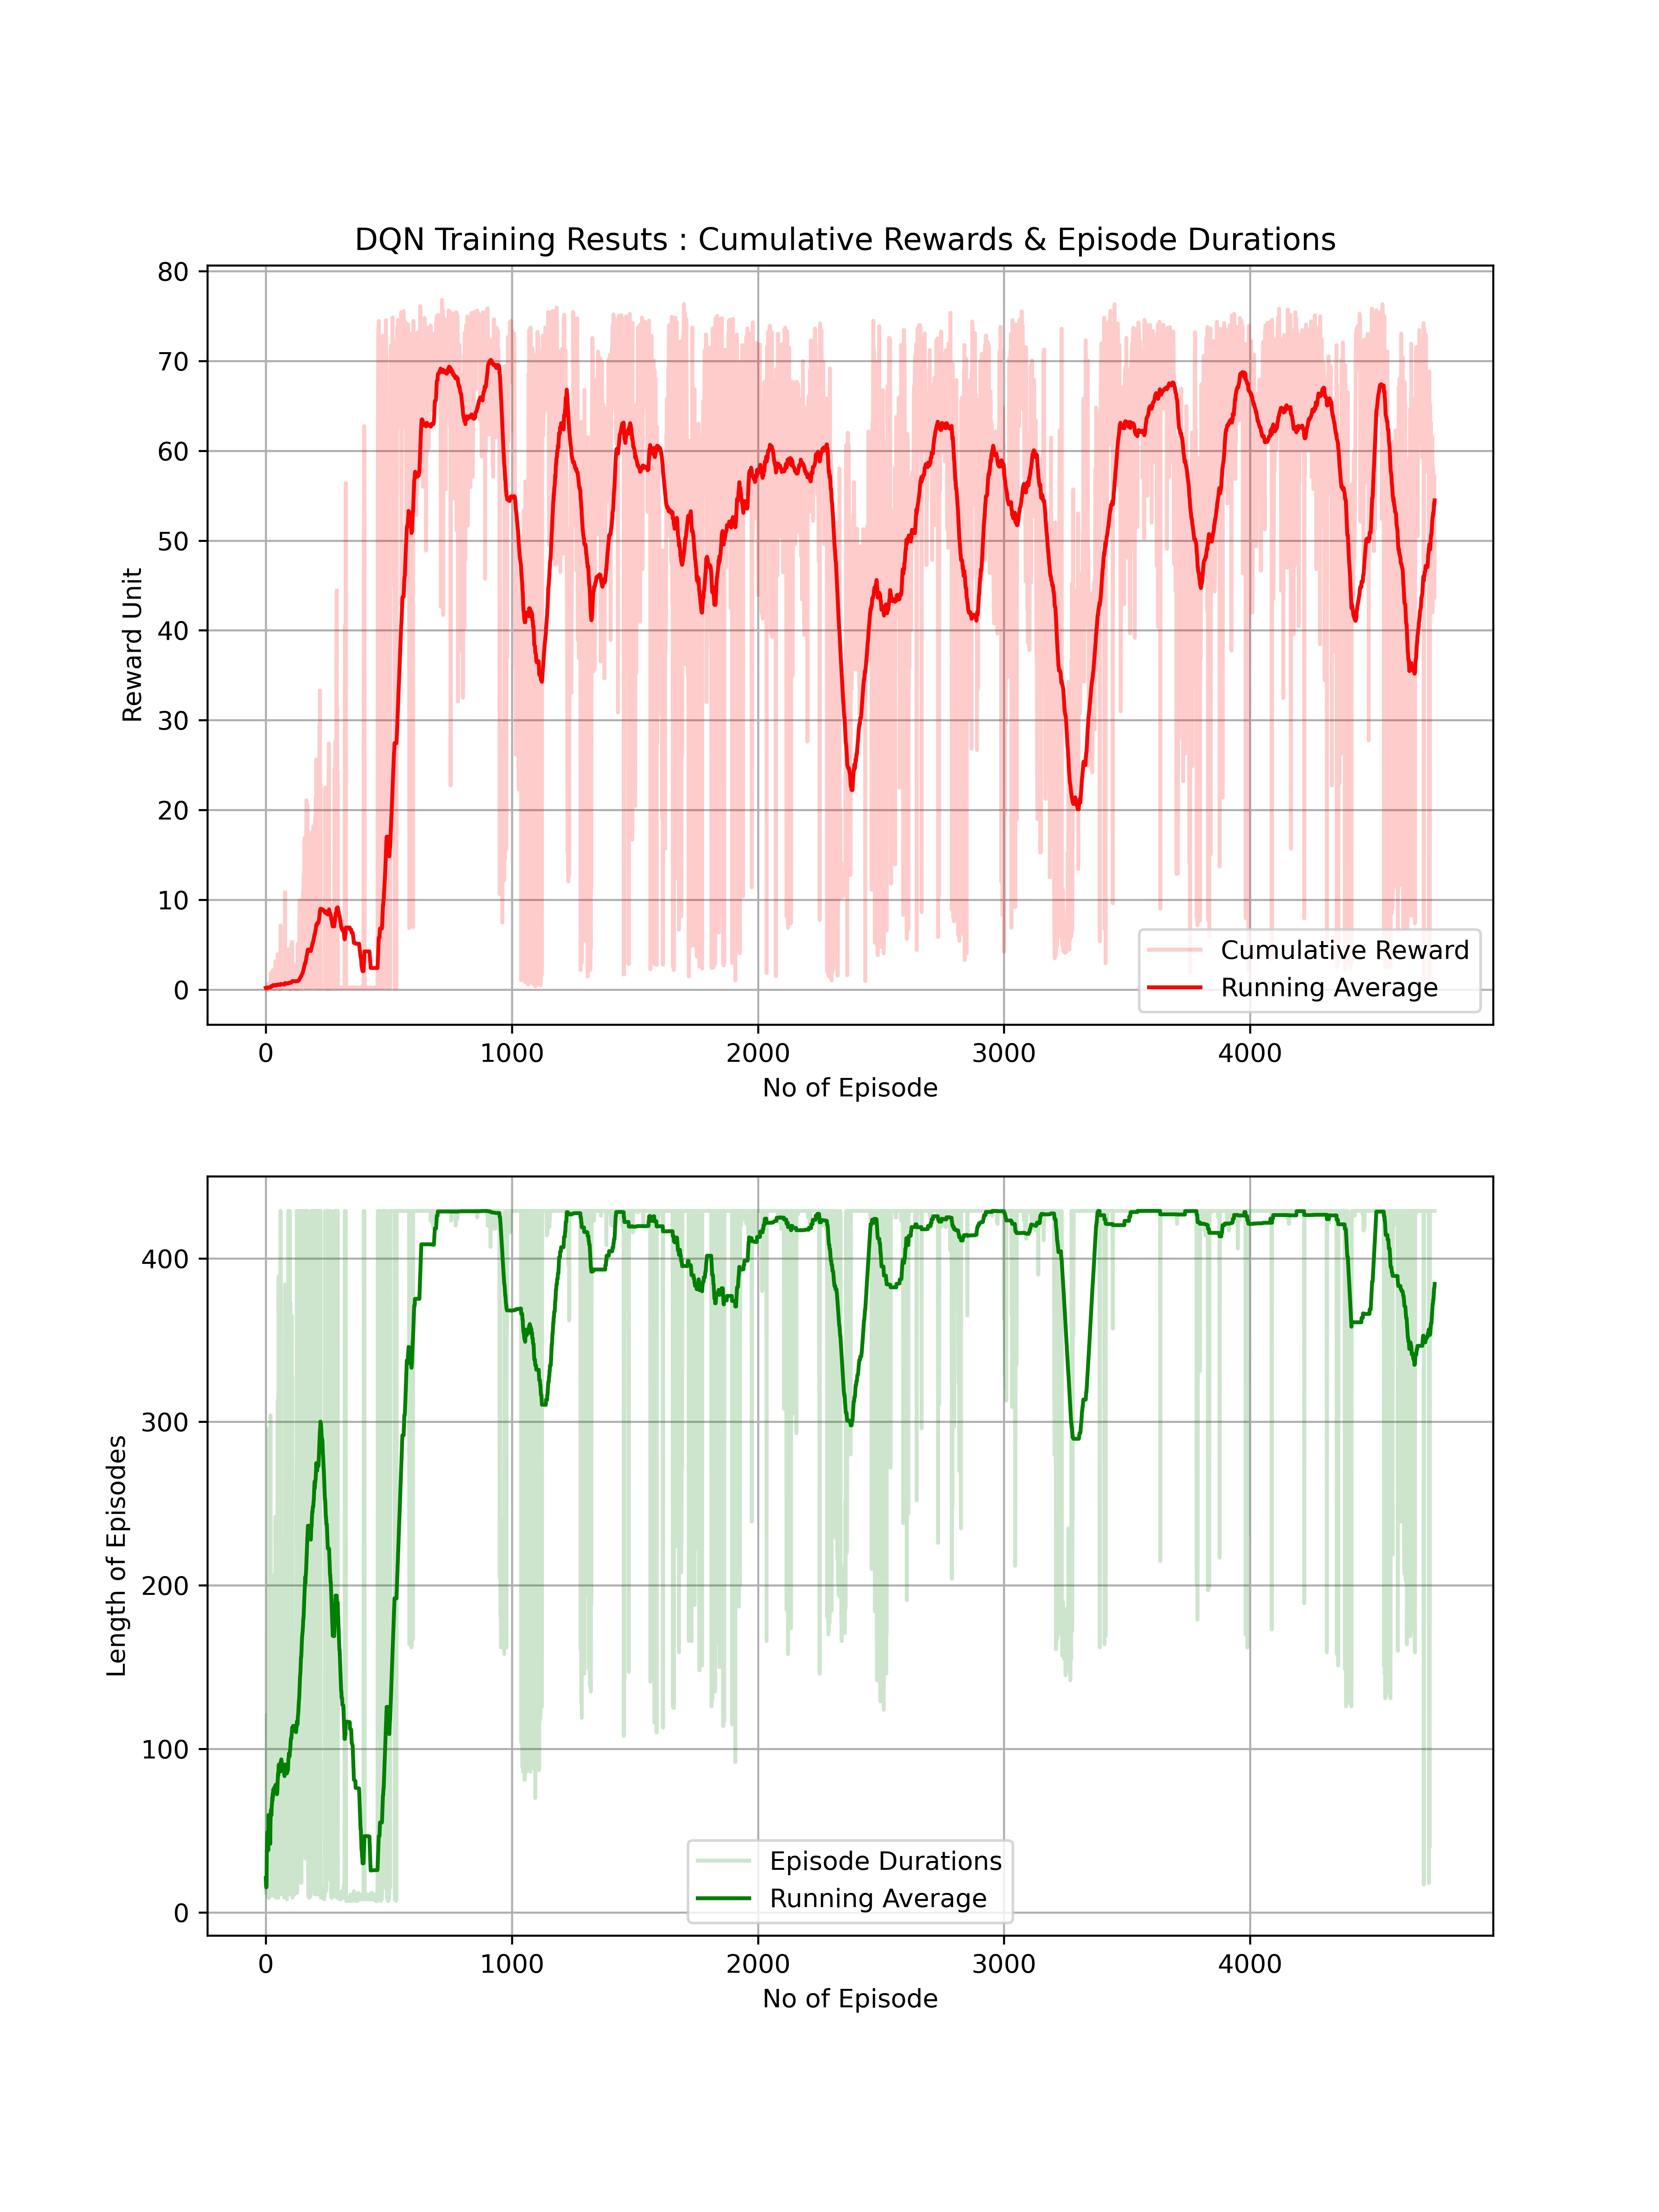 DQN Training Resuts : Cumulative Rewards & Episode Durations
80
70
60
50
40
30
20
10
0
Reward Unit
Cumulative Reward
Running Average
0 1000 2000 3000 4000
No of Episode
400
300
200
100
0
Length of Episodes
Episode Durations
Running Average
0 1000 2000 3000 4000
No of Episode